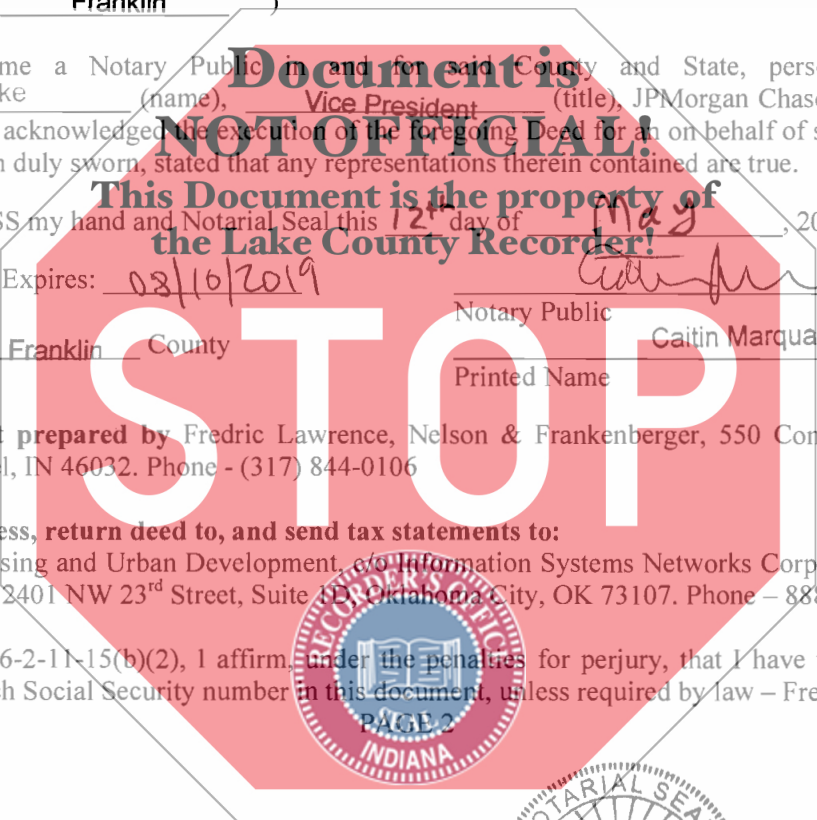 Franklin )
Document is
me a Notary Public in and for said County and State, pers
ke (name), Vice President (title), JPMorgan Chas
NOT OFFICIAL!
acknowledged the execution of the foregoing Deed for an on behalf of s
n duly sworn, stated that any representations therein contained are true.
This Document is the property of
SS my hand and Notarial Seal this 12th day of May, 20
the Lake County Recorder!
Expires: 08/10/2019
Notary Public
Franklin County
Caitin Marqua
Printed Name
STOP
t prepared by Fredric Lawrence, Nelson & Frankenberger, 550 Con
el, IN 46032. Phone - (317) 844-0106
ess, return deed to, and send tax statements to:
sing and Urban Development, c/o Information Systems Networks Corp
2401 NW 23rd Street, Suite 1D, Oklahoma City, OK 73107. Phone – 888
6-2-11-15(b)(2), I affirm, under the penalties for perjury, that I have
h Social Security number in this document, unless required by law – Fre
PAGE 2
RECORDER'S OFFICE
SEAL
INDIANA
NOTARIAL SEAL